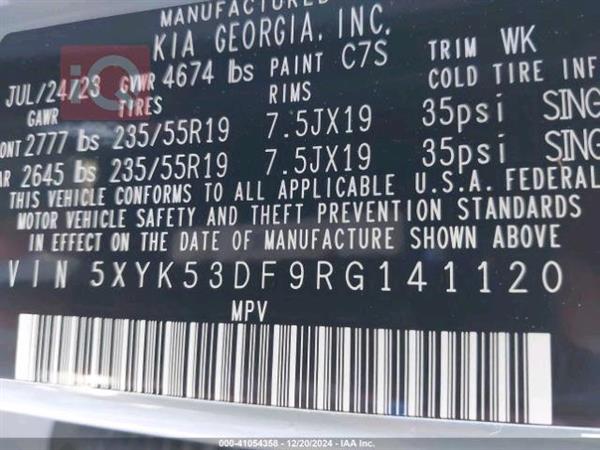 MANUFACTURED
KIA GEORGIA, INC.
JUL/24/23 GVWR 4674 lbs PAINT C7S TRIM WK
GAWR TIRES RIMS COLD TIRE INF
ONT 2777 lbs 235/55R19 7.5JX19 35psi SING
AR 2645 lbs 235/55R19 7.5JX19 35psi SING
THIS VEHICLE CONFORMS TO ALL APPLICABLE U.S.A. FEDERAL
MOTOR VEHICLE SAFETY AND THEFT PREVENTION STANDARDS
IN EFFECT ON THE DATE OF MANUFACTURE SHOWN ABOVE
VIN 5XYK53DF9RG141120
MPV
iQ
000-41054358 - 12/20/2024 - IAA Inc.